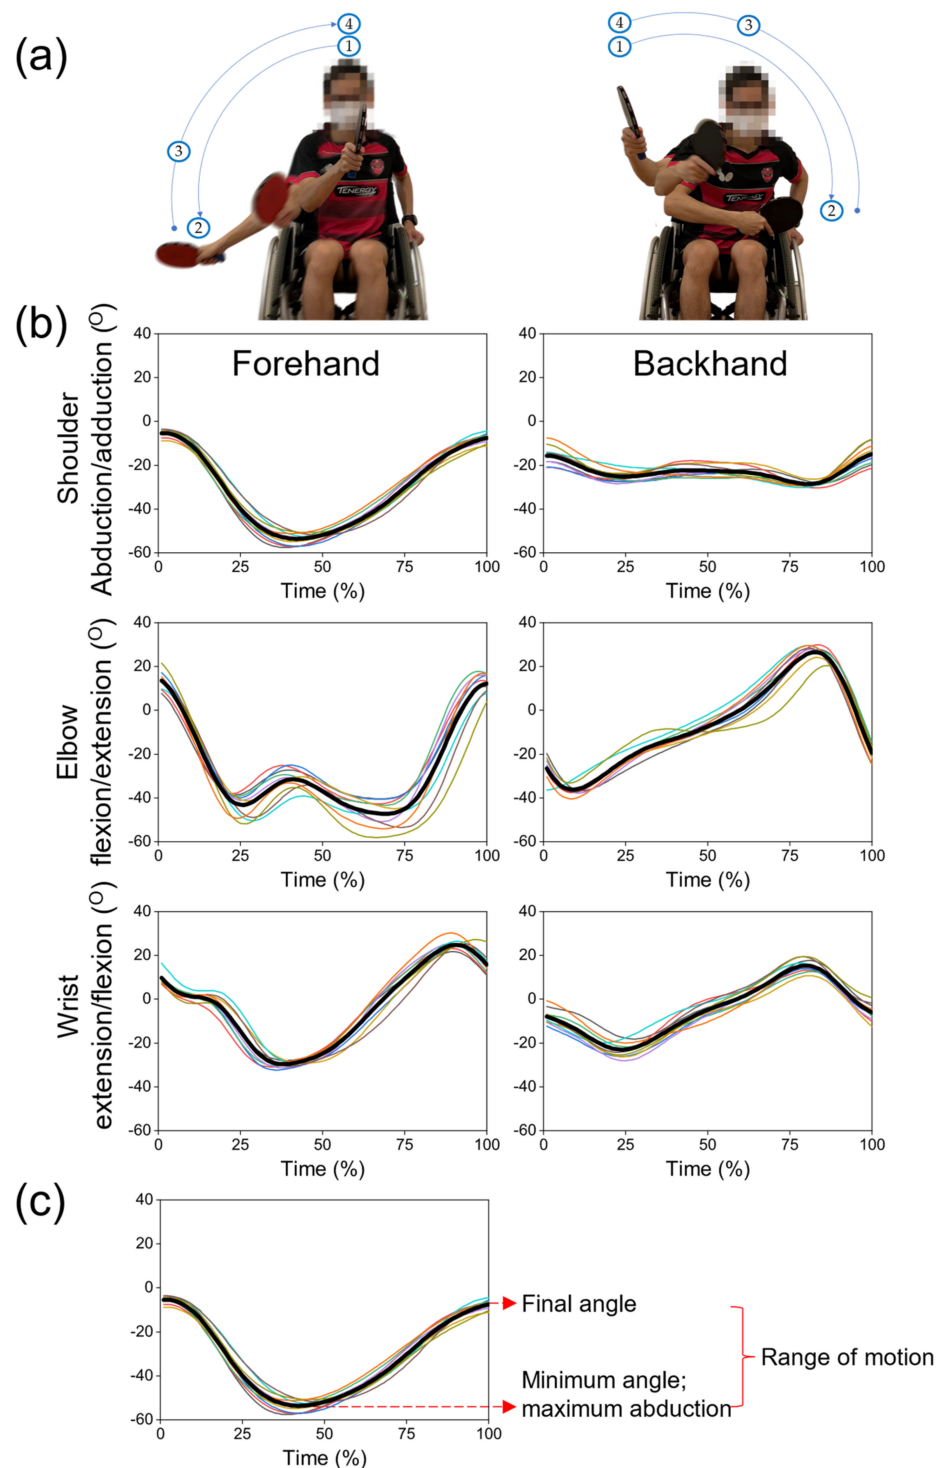 (a)
4
1
3
2
TENERGY
4
1
3
2
TENERGY
(b)
Shoulder
Abduction/adduction (O)
Forehand
40
20
0
-20
-40
-60
0 25 50 75 100
Time (%)
Backhand
40
20
0
-20
-40
-60
0 25 50 75 100
Time (%)
Elbow
flexion/extension (O)
40
20
0
-20
-40
-60
0 25 50 75 100
Time (%)
40
20
0
-20
-40
-60
0 25 50 75 100
Time (%)
Wrist
extension/flexion (O)
40
20
0
-20
-40
-60
0 25 50 75 100
Time (%)
40
20
0
-20
-40
-60
0 25 50 75 100
Time (%)
(c)
40
20
0
-20
-40
-60
0 25 50 75 100
Time (%)
Final angle
Minimum angle;
maximum abduction
Range of motion